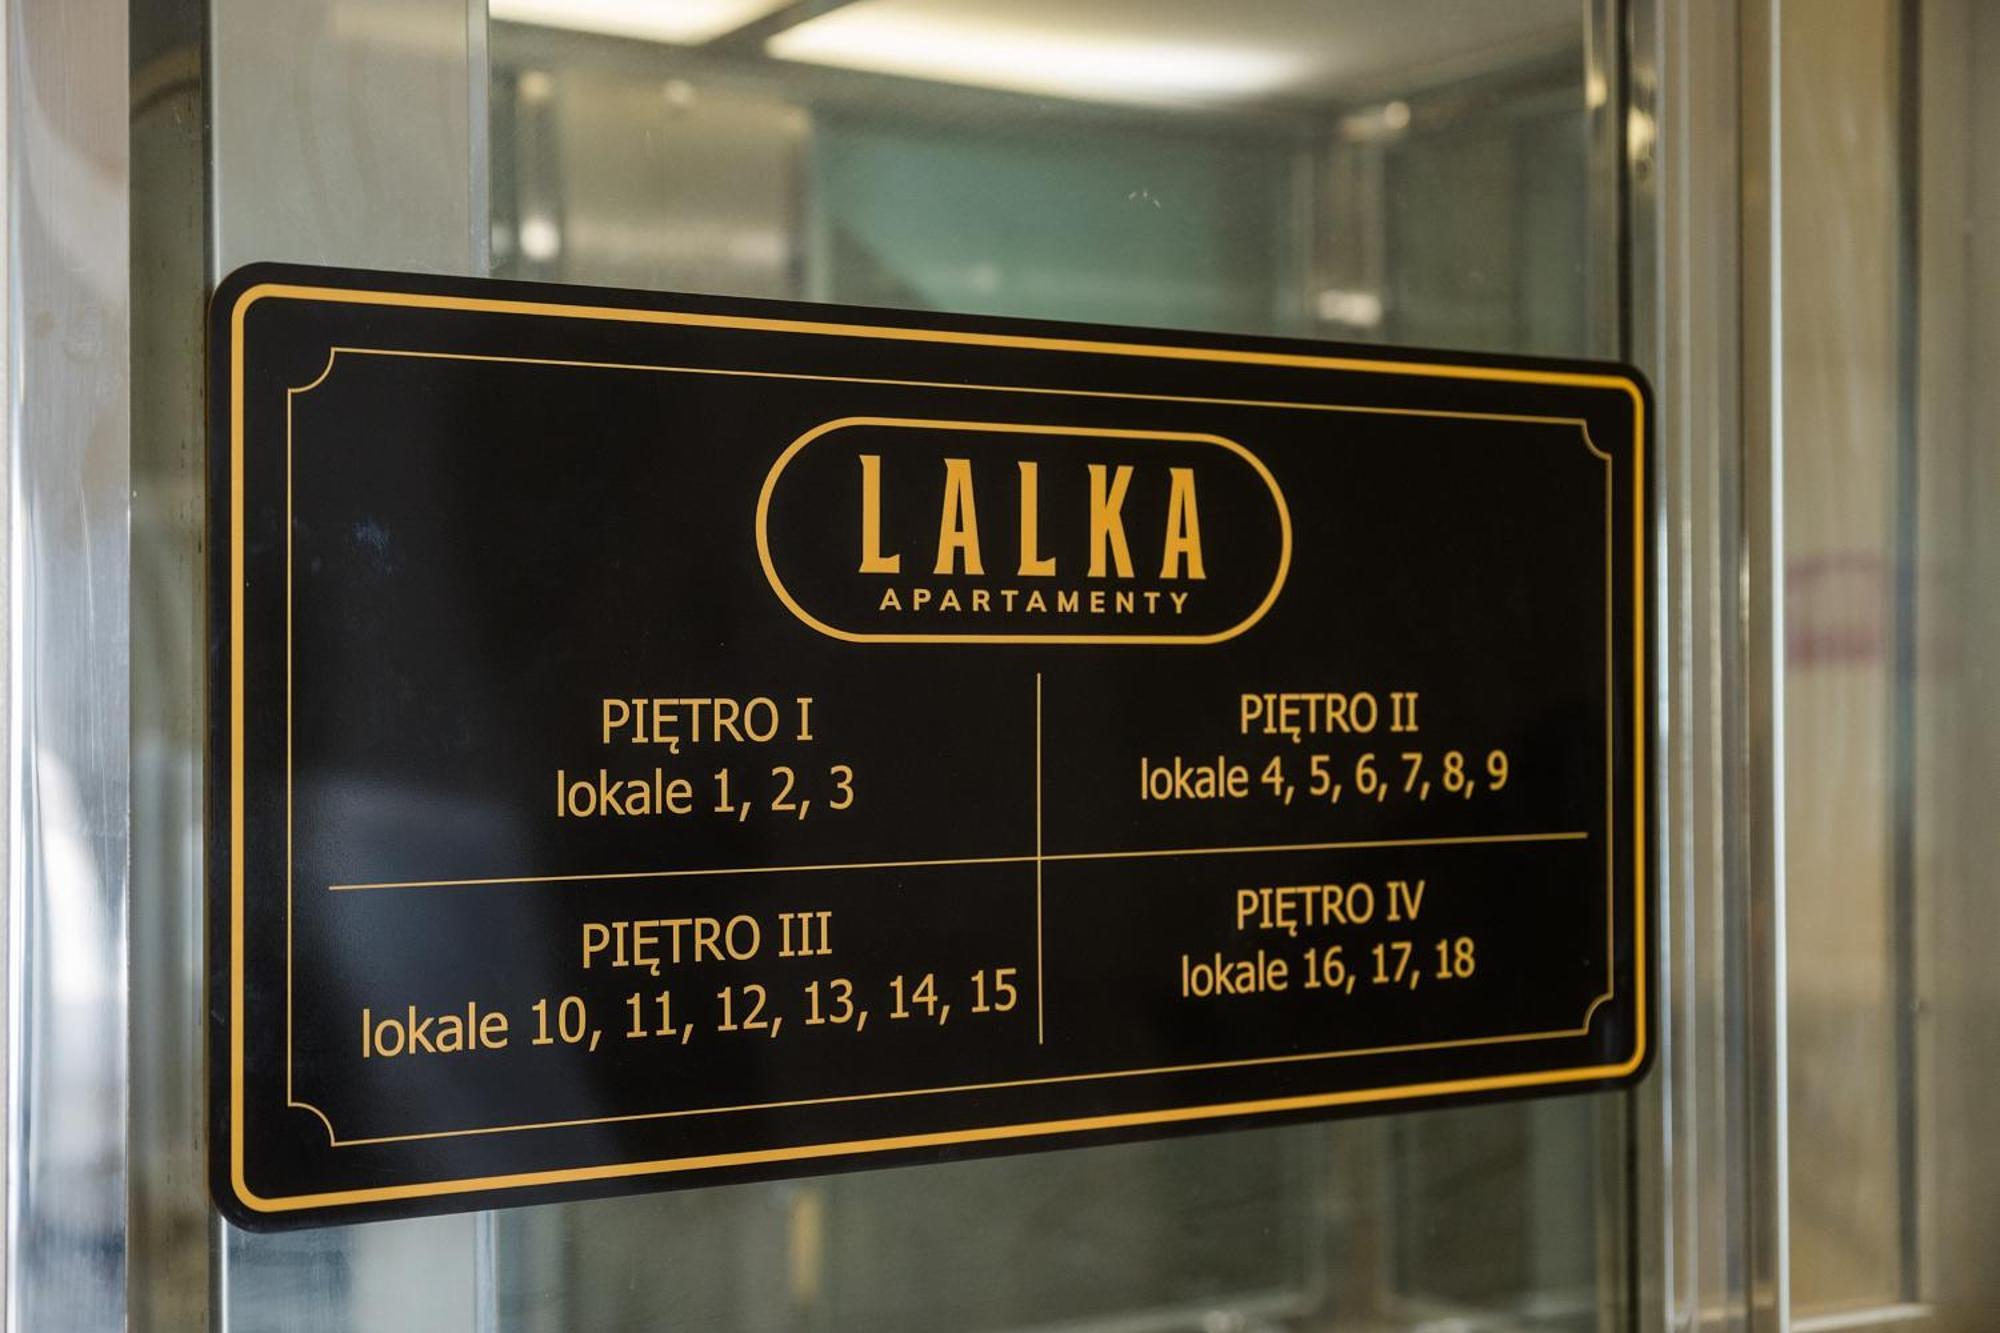 LALKA
APARTAMENTY
PIĘTRO I
lokale 1, 2, 3
PIĘTRO II
lokale 4, 5, 6, 7, 8, 9
PIĘTRO III
lokale 10, 11, 12, 13, 14, 15
PIĘTRO IV
lokale 16, 17, 18